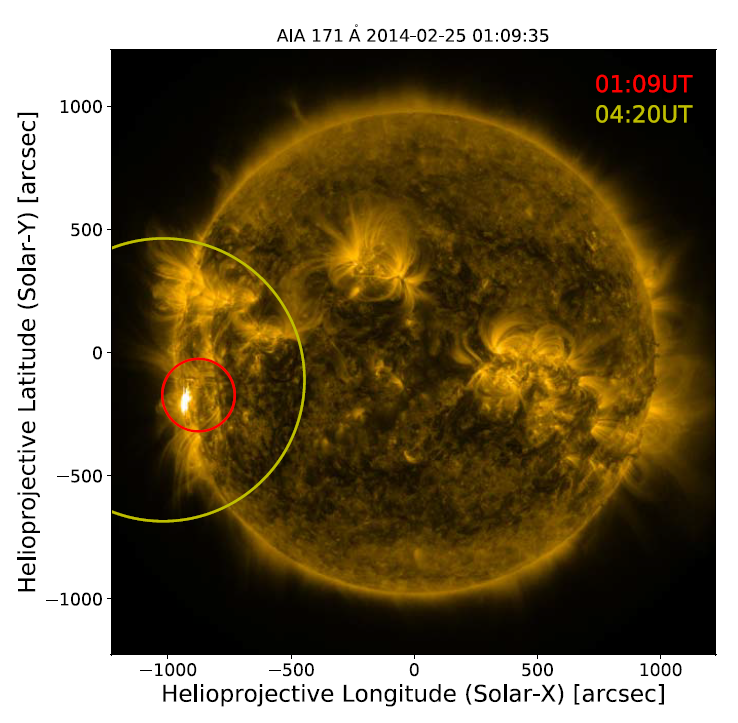 AIA 171 Å 2014-02-25 01:09:35
01:09UT
04:20UT
Helioprojective Latitude (Solar-Y) [arcsec]
1000
500
0
−500
−1000
−1000 −500 0 500 1000
Helioprojective Longitude (Solar-X) [arcsec]